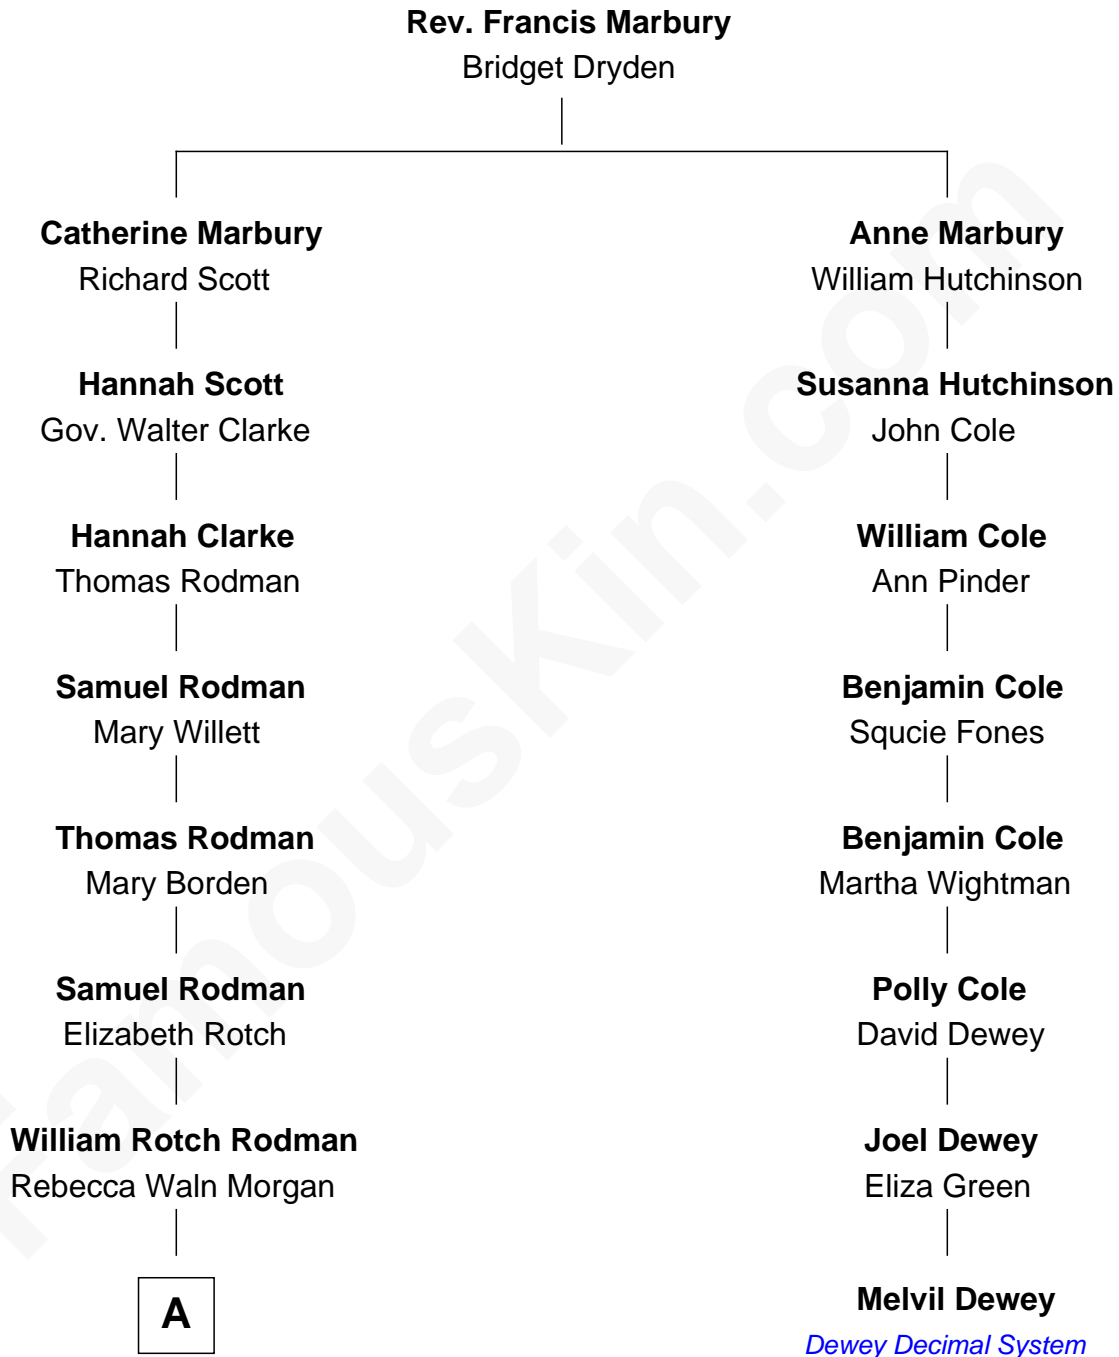 Rev. Francis Marbury
Bridget Dryden
Catherine Marbury
Richard Scott
Hannah Scott
Gov. Walter Clarke
Hannah Clarke
Thomas Rodman
Samuel Rodman
Mary Willett
Thomas Rodman
Mary Borden
Samuel Rodman
Elizabeth Rotch
William Rotch Rodman
Rebecca Waln Morgan
A
Anne Marbury
William Hutchinson
Susanna Hutchinson
John Cole
William Cole
Ann Pinder
Benjamin Cole
Squcie Fones
Benjamin Cole
Martha Wightman
Polly Cole
David Dewey
Joel Dewey
Eliza Green
Melvil Dewey
Dewey Decimal System
FamousKin.com